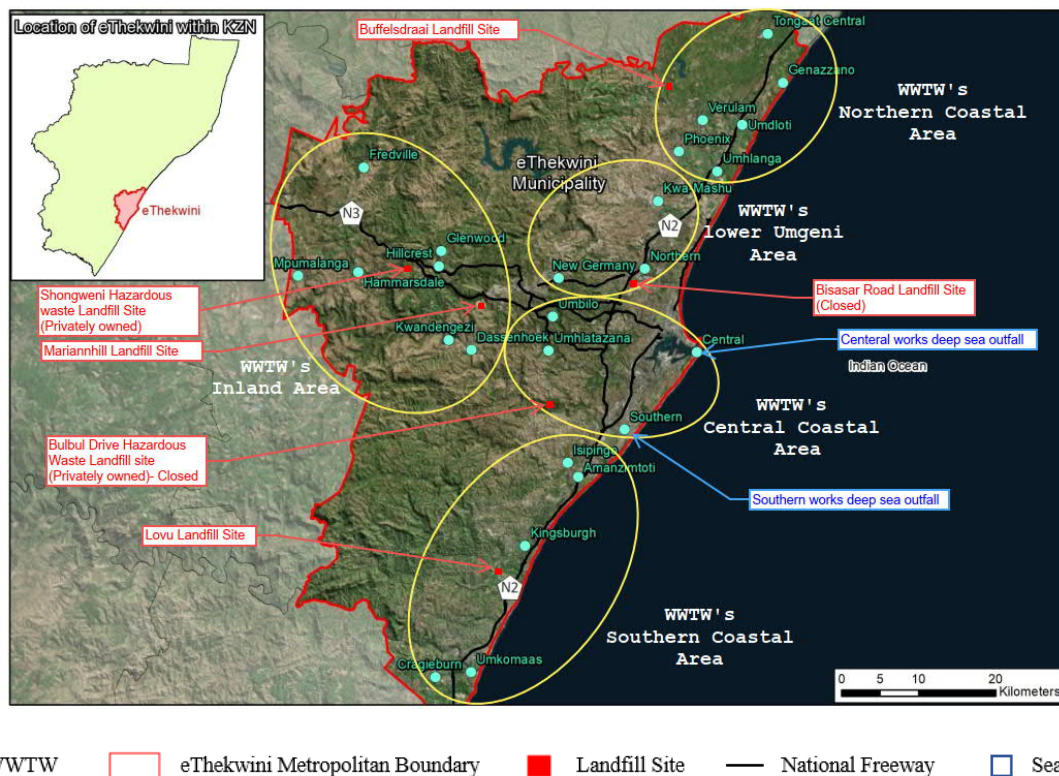 Location of eThekwini within KZN
eThekwini
Buffelsdraai Landfill Site
Tongaat Central
Genazzano
WWTW's
Northern Coastal
Area
Verulam
Umdloti
Phoenix
Umhlanga
Fredville
eThekwini
Municipality
Kwa-Mashu
N3
N2
WWTW's
lower Umgeni
Area
Glenwood
Hillcrest
Mpumalanga
Hammarsdale
New Germany
Northern
Shongweni Hazardous
waste Landfill Site
(Privately owned)
Bisasar Road Landfill Site
(Closed)
Umbilo
Mariannhill Landfill Site
Kwandengezi
Dassenhoek
Umhlatazana
Central
Centeral works deep sea outfall
Indian Ocean
WWTW's
Inland Area
WWTW's
Central Coastal
Area
Bulbul Drive Hazardous
Waste Landfill site
(Privately owned)- Closed
Southern
Isipingo
Amanzimtoti
Southern works deep sea outfall
Lovu Landfill Site
Kingsburgh
N2
WWTW's
Southern Coastal
Area
Cragieburn
Umkomaas
0 5 10 20
Kilometers
WWTW eThekwini Metropolitan Boundary Landfill Site National Freeway Sea